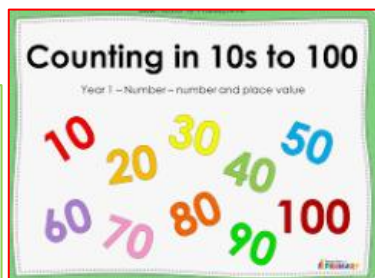 Counting in 10s to 100
Year 1 – Number – number and place value
10 20 30 40 50
60 70 80 90 100
PRIMARY